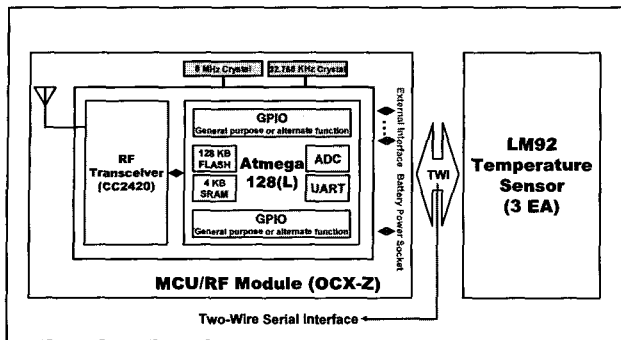 8 MHz Crystal
32.768 KHz Crystal
GPIO
General purpose or alternate function
RF
Transceiver
(CC2420)
128 KB
FLASH
4 KB
SRAM
Atmega
128(L)
ADC
UART
GPIO
General purpose or alternate function
External Interface
Battery Power Socket
MCU/RF Module (OCX-Z)
TWI
LM92
Temperature
Sensor
(3 EA)
Two-Wire Serial Interface